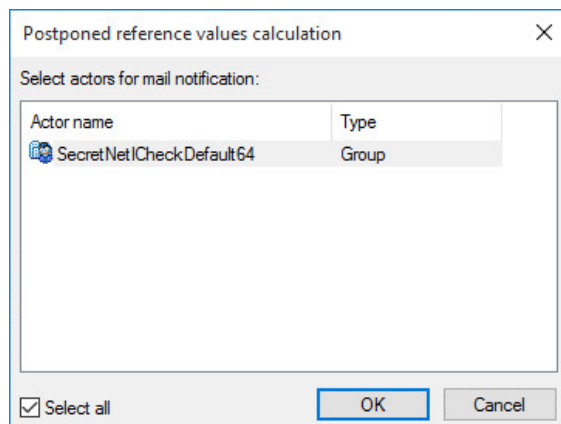 Postponed reference values calculation
Select actors for mail notification:
Actor name Type
SecretNetICheckDefault64 Group
Select all OK Cancel